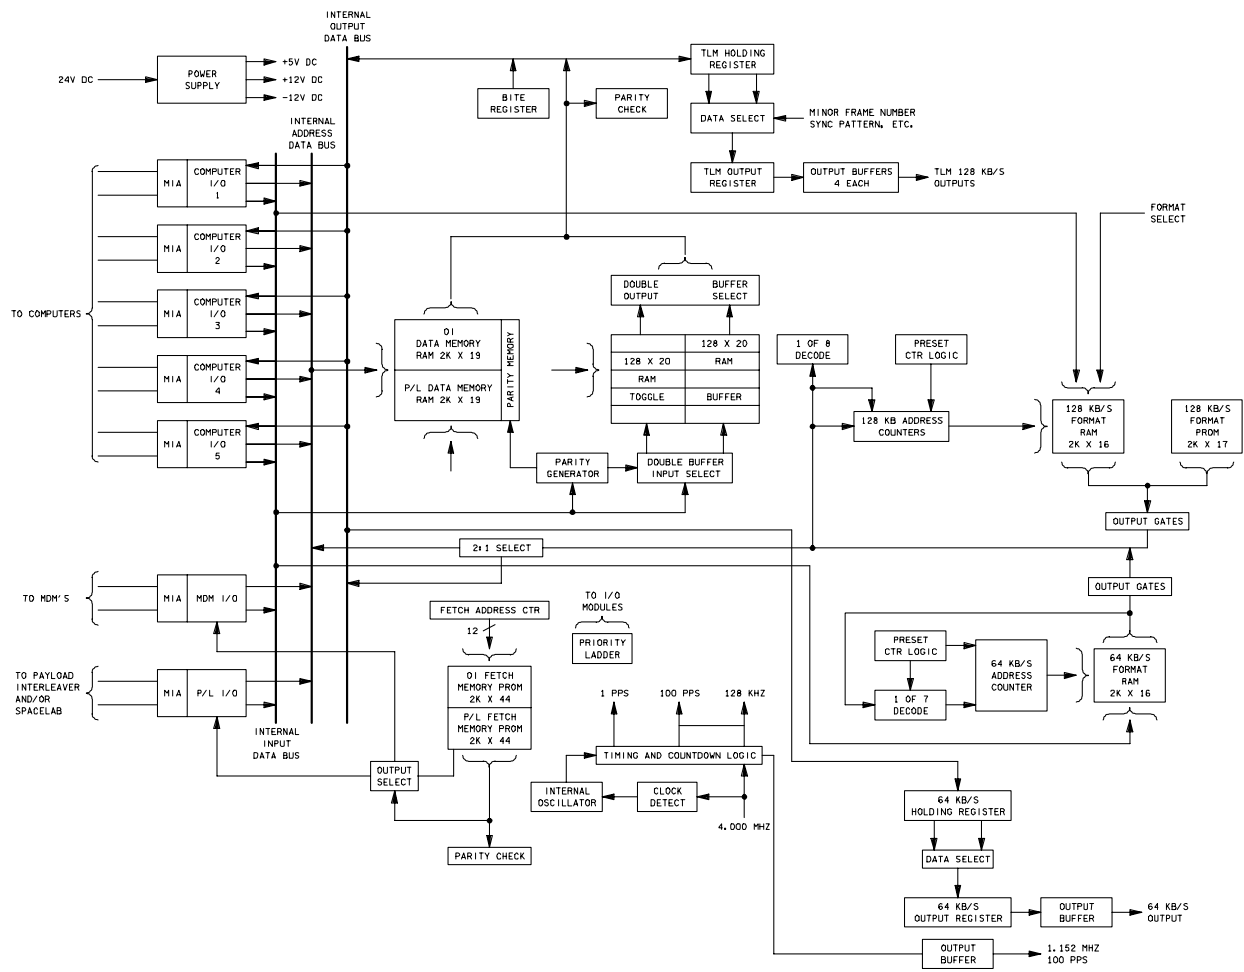 INTERNAL
OUTPUT
DATA BUS
24V DC
POWER
SUPPLY
+5V DC
+12V DC
-12V DC
INTERNAL
ADDRESS
DATA BUS
BITE
REGISTER
PARITY
CHECK
TLM HOLDING
REGISTER
DATA SELECT
MINOR FRAME NUMBER
SYNC PATTERN, ETC.
TLM OUTPUT
REGISTER
OUTPUT BUFFERS
4 EACH
TLM 128 KB/S
OUTPUTS
FORMAT
SELECT
TO COMPUTERS
MIA
COMPUTER
I/O
1
MIA
COMPUTER
I/O
2
MIA
COMPUTER
I/O
3
MIA
COMPUTER
I/O
4
MIA
COMPUTER
I/O
5
OI
DATA MEMORY
RAM 2K X 19
P/L DATA MEMORY
RAM 2K X 19
PARITY MEMORY
DOUBLE
OUTPUT
BUFFER
SELECT
128 X 20
128 X 20
RAM
RAM
TOGGLE
BUFFER
PARITY
GENERATOR
DOUBLE BUFFER
INPUT SELECT
1 OF 8
DECODE
PRESET
CTR LOGIC
128 KB ADDRESS
COUNTERS
128 KB/S
FORMAT
RAM
2K X 16
128 KB/S
FORMAT
PROM
2K X 17
OUTPUT GATES
2:1 SELECT
OUTPUT GATES
TO MDM'S
MIA
MDM I/O
FETCH ADDRESS CTR
12
TO I/O
MODULES
PRIORITY
LADDER
PRESET
CTR LOGIC
1 OF 7
DECODE
64 KB/S
ADDRESS
COUNTER
64 KB/S
FORMAT
RAM
2K X 16
TO PAYLOAD
INTERLEAVER
AND/OR
SPACELAB
MIA
P/L I/O
INTERNAL
INPUT
DATA BUS
OI FETCH
MEMORY PROM
2K X 44
P/L FETCH
MEMORY PROM
2K X 44
OUTPUT
SELECT
PARITY CHECK
1 PPS
100 PPS
128 KHZ
TIMING AND COUNTDOWN LOGIC
INTERNAL
OSCILLATOR
CLOCK
DETECT
4.000 MHZ
64 KB/S
HOLDING REGISTER
DATA SELECT
64 KB/S
OUTPUT REGISTER
OUTPUT
BUFFER
64 KB/S
OUTPUT
OUTPUT
BUFFER
1.152 MHZ
100 PPS